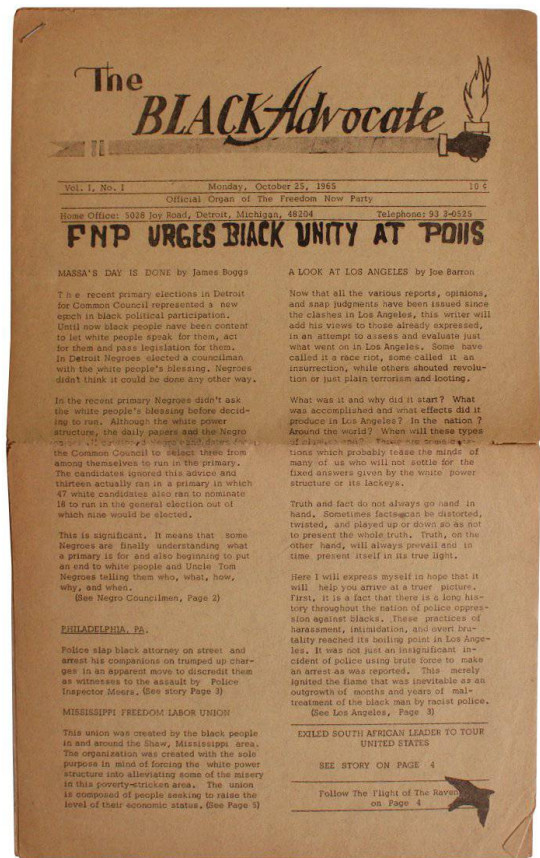 The
BLACK Advocate
Vol. I, No. I Monday, October 25, 1965 10 ¢
Official Organ of The Freedom Now Party
Home Office: 5028 Joy Road, Detroit, Michigan, 48204 Telephone: 93 3-0525
FNP URGES BlACK UNITY AT POllS
MASSA'S DAY IS DONE by James Boggs
The recent primary elections in Detroit
for Common Council represented a new
epoch in black political participation.
Until now black people have been content
to let white people speak for them, act
for them and pass legislation for them.
In Detroit Negroes elected a councilman
with the white people's blessing. Negroes
didn't think it could be done any other way.
In the recent primary Negroes didn't ask
the white people's blessing before decid-
ing to run. Although the white power
structure, the daily papers and the Negro
the Common Council to select three from
among themselves to run in the primary.
The candidates ignored this advice and
thirteen actually ran in a primary in which
47 white candidates also ran to nominate
18 to run in the general election out of
which nine would be elected.
This is significant. It means that some
Negroes are finally understanding what
a primary is for and also beginning to put
an end to white people and Uncle Tom
Negroes telling them who, what, how,
why, and when.
(See Negro Councilmen, Page 2)
PHILADELPHIA, PA.
Police slap black attorney on street and
arrest his companions on trumped up char-
ges in an apparent move to discredit them
as witnesses to the assault by Police
Inspector Meers. (See story Page 3)
MISSISSIPPI FREEDOM LABOR UNION
This union was created by the black people
in and around the Shaw, Mississippi area.
The organization was created with the sole
purpose in mind of forcing the white power
structure into alleviating some of the misery
in this poverty-stricken area. The union
is composed of people seeking to raise the
level of their economic status. (See Page 5)
A LOOK AT LOS ANGELES by Joe Barron
Now that all the various reports, opinions,
and snap judgments have been issued since
the clashes in Los Angeles, this writer will
add his views to those already expressed,
in an attempt to assess and evaluate just
what went on in Los Angeles. Some have
called it a race riot, some called it an
insurrection, while others shouted revolu-
tion or just plain terrorism and looting.
What was it and why did it start? What
was accomplished and what effects did it
produce in Los Angeles? In the nation?
Around the world? When will these types
tions which probably tease the minds of
many of us who will not settle for the
fixed answers given by the white power
structure or its lackeys.
Truth and fact do not always go hand in
hand. Sometimes facts can be distorted,
twisted, and played up or down so as not
to present the whole truth. Truth, on the
other hand, will always prevail and in
time present itself in its true light.
Here I will express myself in hope that it
will help you arrive at a truer picture.
First, it is a fact that there is a long his-
tory throughout the nation of police oppres-
sion against blacks. These practices of
harassment, intimidation, and overt bru-
tality reached its boiling point in Los Ange-
les. It was not just an insignificant in-
cident of police using brute force to make
an arrest as was reported. This merely
ignited the flame that was inevitable as an
outgrowth of months and years of mal-
treatment of the black man by racist police.
(See Los Angeles, Page 3)
EXILED SOUTH AFRICAN LEADER TO TOUR
UNITED STATES
SEE STORY ON PAGE 4
Follow The Flight of The Raven
on Page 4